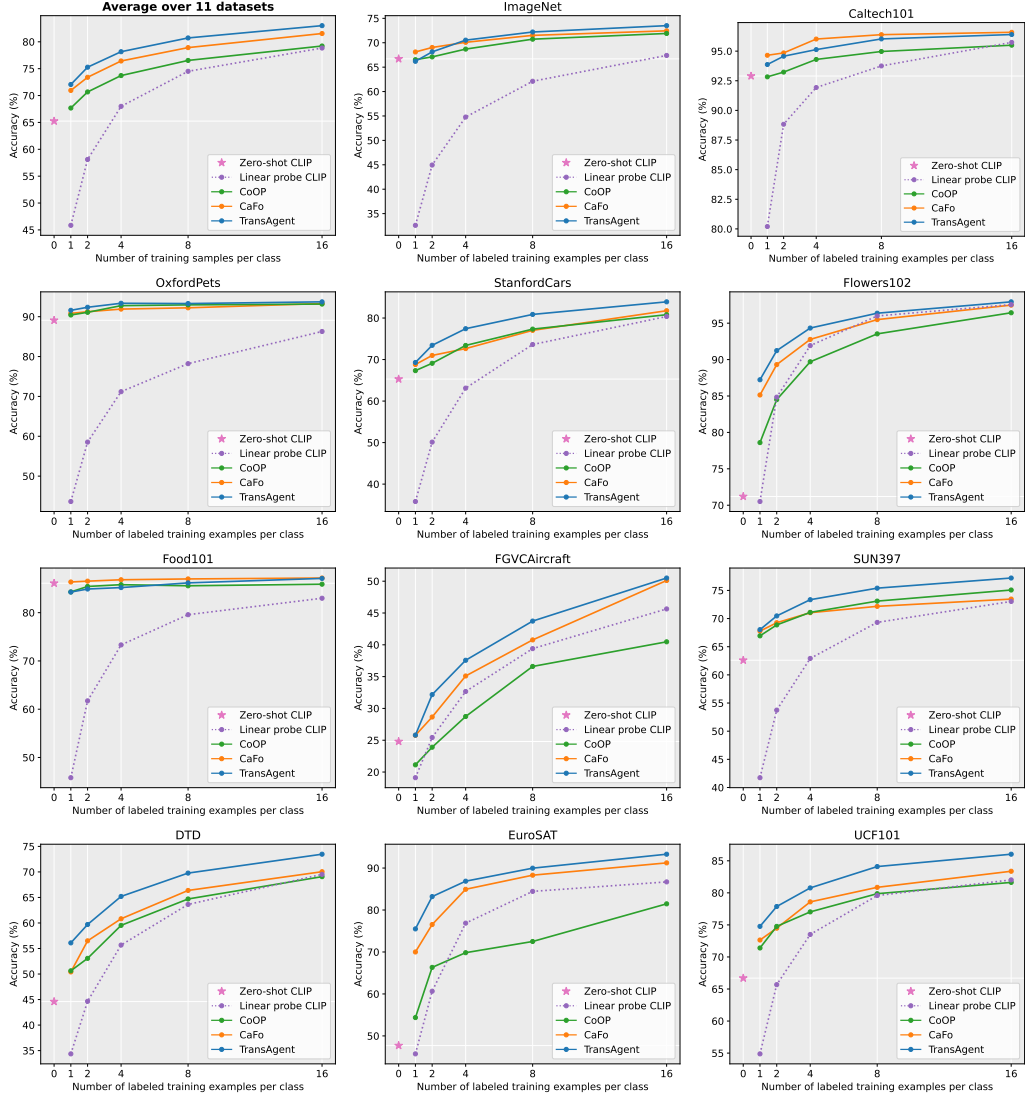 Average over 11 datasets
Accuracy (%)
80
75
70
65
60
55
50
45
Zero-shot CLIP
Linear probe CLIP
CoOP
CaFo
TransAgent
0 1 2 4 8 16
Number of training samples per class
ImageNet
Accuracy (%)
75
70
65
60
55
50
45
40
35
Zero-shot CLIP
Linear probe CLIP
CoOP
CaFo
TransAgent
0 1 2 4 8 16
Number of labeled training examples per class
Caltech101
Accuracy (%)
95.0
92.5
90.0
87.5
85.0
82.5
80.0
Zero-shot CLIP
Linear probe CLIP
CoOP
CaFo
TransAgent
0 1 2 4 8 16
Number of labeled training examples per class
OxfordPets
Accuracy (%)
90
80
70
60
50
Zero-shot CLIP
Linear probe CLIP
CoOP
CaFo
TransAgent
0 1 2 4 8 16
Number of labeled training examples per class
StanfordCars
Accuracy (%)
80
70
60
50
40
Zero-shot CLIP
Linear probe CLIP
CoOP
CaFo
TransAgent
0 1 2 4 8 16
Number of labeled training examples per class
Flowers102
Accuracy (%)
95
90
85
80
75
70
Zero-shot CLIP
Linear probe CLIP
CoOP
CaFo
TransAgent
0 1 2 4 8 16
Number of labeled training examples per class
Food101
Accuracy (%)
80
70
60
50
Zero-shot CLIP
Linear probe CLIP
CoOP
CaFo
TransAgent
0 1 2 4 8 16
Number of labeled training examples per class
FGVCAircraft
Accuracy (%)
50
45
40
35
30
25
20
Zero-shot CLIP
Linear probe CLIP
CoOP
CaFo
TransAgent
0 1 2 4 8 16
Number of labeled training examples per class
SUN397
Accuracy (%)
75
70
65
60
55
50
45
40
Zero-shot CLIP
Linear probe CLIP
CoOP
CaFo
TransAgent
0 1 2 4 8 16
Number of labeled training examples per class
DTD
Accuracy (%)
75
70
65
60
55
50
45
40
35
Zero-shot CLIP
Linear probe CLIP
CoOP
CaFo
TransAgent
0 1 2 4 8 16
Number of labeled training examples per class
EuroSAT
Accuracy (%)
90
80
70
60
50
Zero-shot CLIP
Linear probe CLIP
CoOP
CaFo
TransAgent
0 1 2 4 8 16
Number of labeled training examples per class
UCF101
Accuracy (%)
85
80
75
70
65
60
55
Zero-shot CLIP
Linear probe CLIP
CoOP
CaFo
TransAgent
0 1 2 4 8 16
Number of labeled training examples per class